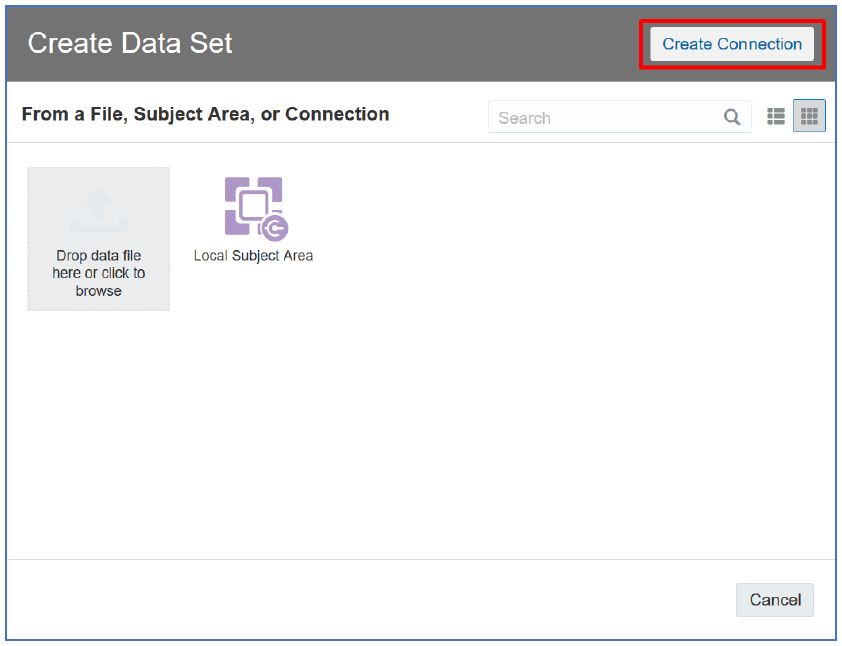 Create Data Set
Create Connection
From a File, Subject Area, or Connection
Search
Drop data file
here or click to
browse
Local Subject Area
Cancel